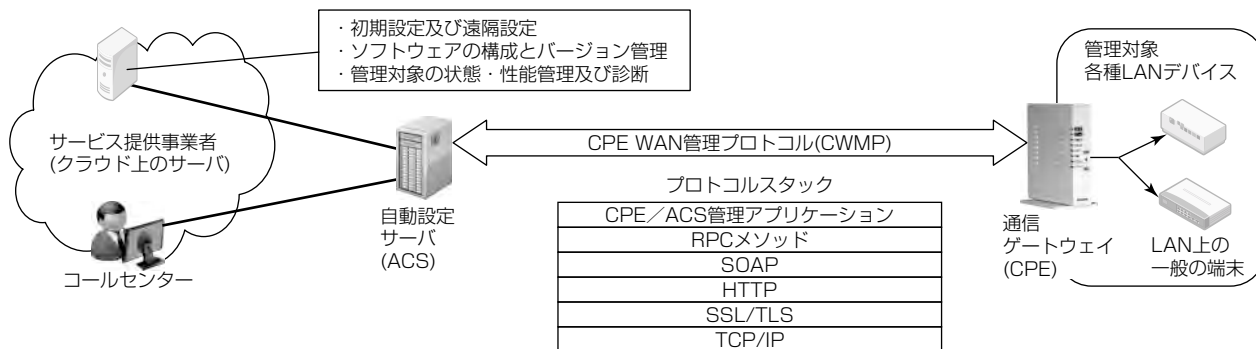 ・初期設定及び遠隔設定
・ソフトウェアの構成とバージョン管理
・管理対象の状態・性能管理及び診断
サービス提供事業者
(クラウド上のサーバ)
コールセンター
自動設定
サーバ
(ACS)
CPE WAN管理プロトコル(CWMP)
プロトコルスタック
CPE／ACS管理アプリケーション
RPCメソッド
SOAP
HTTP
SSL/TLS
TCP/IP
通信
ゲートウェイ
(CPE)
管理対象
各種LANデバイス
LAN上の
一般の端末